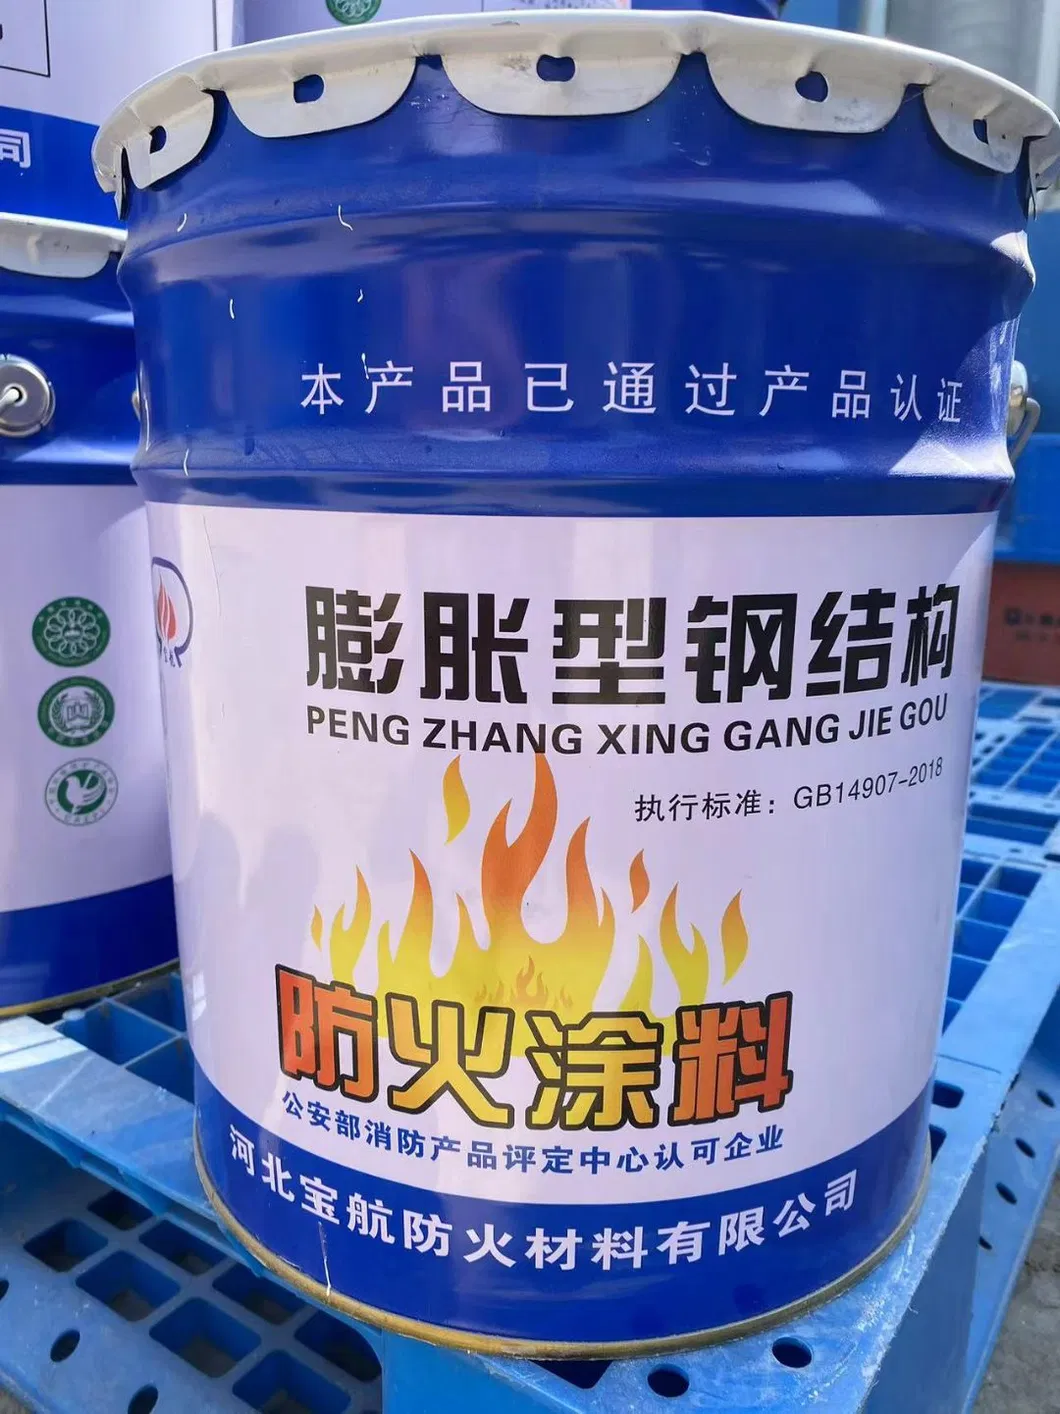 司
本产品已通过产品认证
膨胀型钢结构
PENG ZHANG XING GANG JIE GOU
执行标准：GB14907-2018
防火涂料
公安部消防产品评定中心认可企业
河北宝航防火材料有限公司